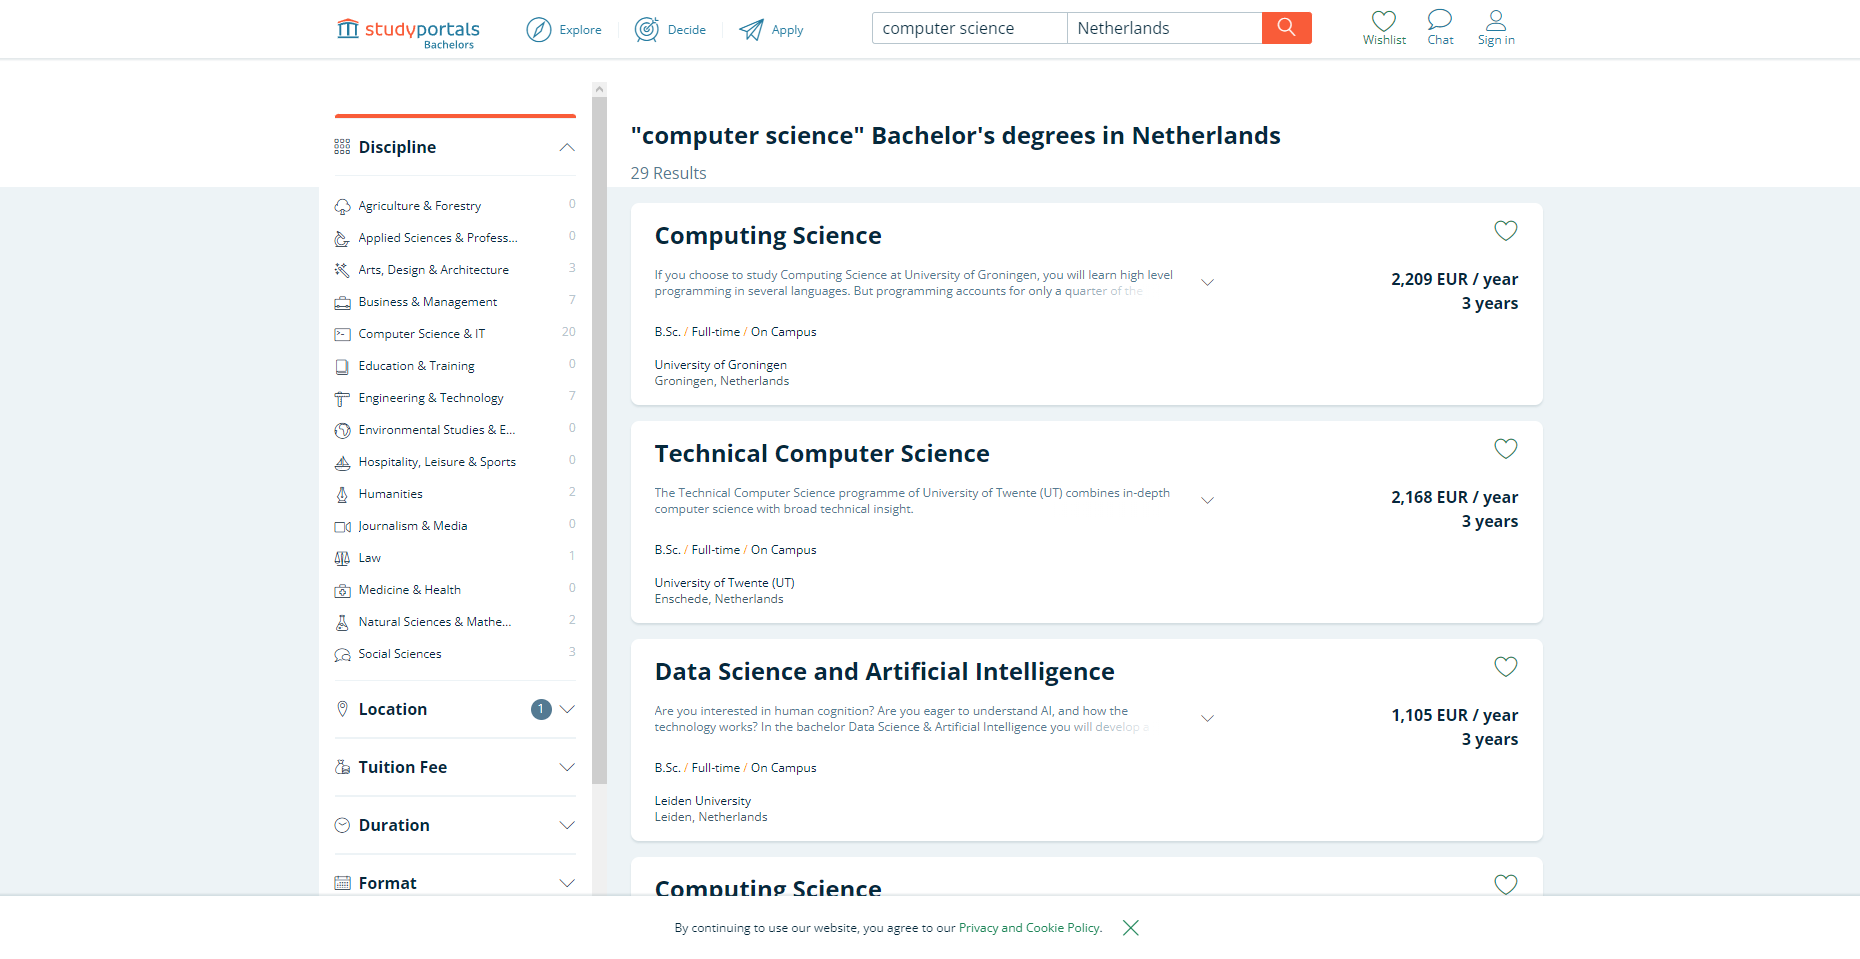 studyportals
Bachelors
Explore
Decide
Apply
computer science
Netherlands
Wishlist
Chat
Sign in
Discipline
Agriculture & Forestry 0
Applied Sciences & Profess... 0
Arts, Design & Architecture 3
Business & Management 7
Computer Science & IT 20
Education & Training 0
Engineering & Technology 7
Environmental Studies & E... 0
Hospitality, Leisure & Sports 0
Humanities 2
Journalism & Media 0
Law 1
Medicine & Health 0
Natural Sciences & Mathe... 2
Social Sciences 3
Location 1
Tuition Fee
Duration
Format
"computer science" Bachelor's degrees in Netherlands
29 Results
Computing Science
If you choose to study Computing Science at University of Groningen, you will learn high level
programming in several languages. But programming accounts for only a quarter of the
2,209 EUR / year
3 years
B.Sc. / Full-time / On Campus
University of Groningen
Groningen, Netherlands
Technical Computer Science
The Technical Computer Science programme of University of Twente (UT) combines in-depth
computer science with broad technical insight.
2,168 EUR / year
3 years
B.Sc. / Full-time / On Campus
University of Twente (UT)
Enschede, Netherlands
Data Science and Artificial Intelligence
Are you interested in human cognition? Are you eager to understand AI, and how the
technology works? In the bachelor Data Science & Artificial Intelligence you will develop a
1,105 EUR / year
3 years
B.Sc. / Full-time / On Campus
Leiden University
Leiden, Netherlands
Computing Science
By continuing to use our website, you agree to our Privacy and Cookie Policy.